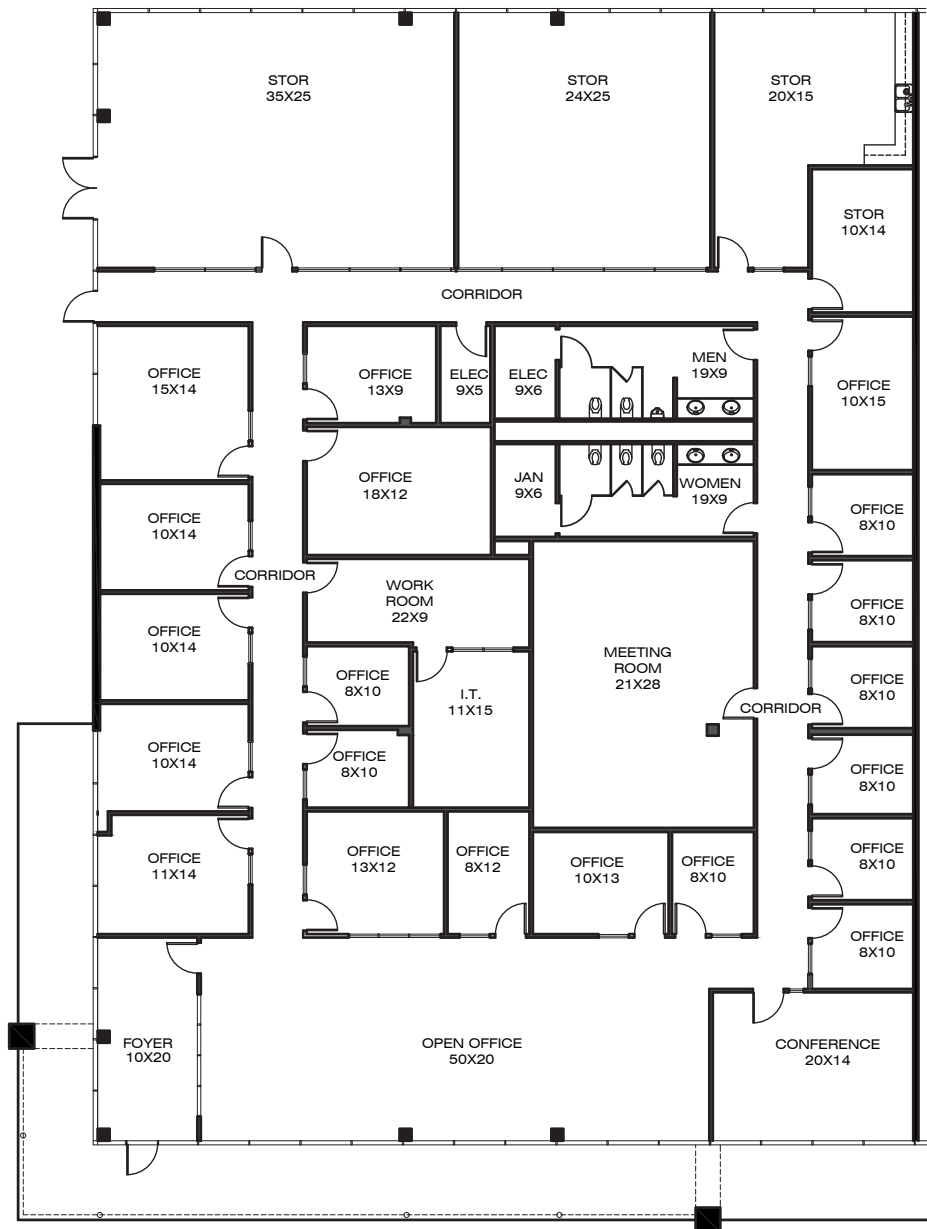 STOR
35X25
STOR
24X25
STOR
20X15
STOR
10X14
CORRIDOR
OFFICE
15X14
OFFICE
13X9
ELEC
9X5
ELEC
9X6
MEN
19X9
OFFICE
10X15
OFFICE
18X12
JAN
9X6
WOMEN
19X9
OFFICE
10X14
OFFICE
8X10
CORRIDOR
WORK
ROOM
22X9
OFFICE
10X14
OFFICE
8X10
MEETING
ROOM
21X28
OFFICE
8X10
I.T.
11X15
OFFICE
8X10
CORRIDOR
OFFICE
10X14
OFFICE
8X10
OFFICE
8X10
OFFICE
11X14
OFFICE
13X12
OFFICE
8X12
OFFICE
10X13
OFFICE
8X10
OFFICE
8X10
OFFICE
8X10
FOYER
10X20
OPEN OFFICE
50X20
CONFERENCE
20X14